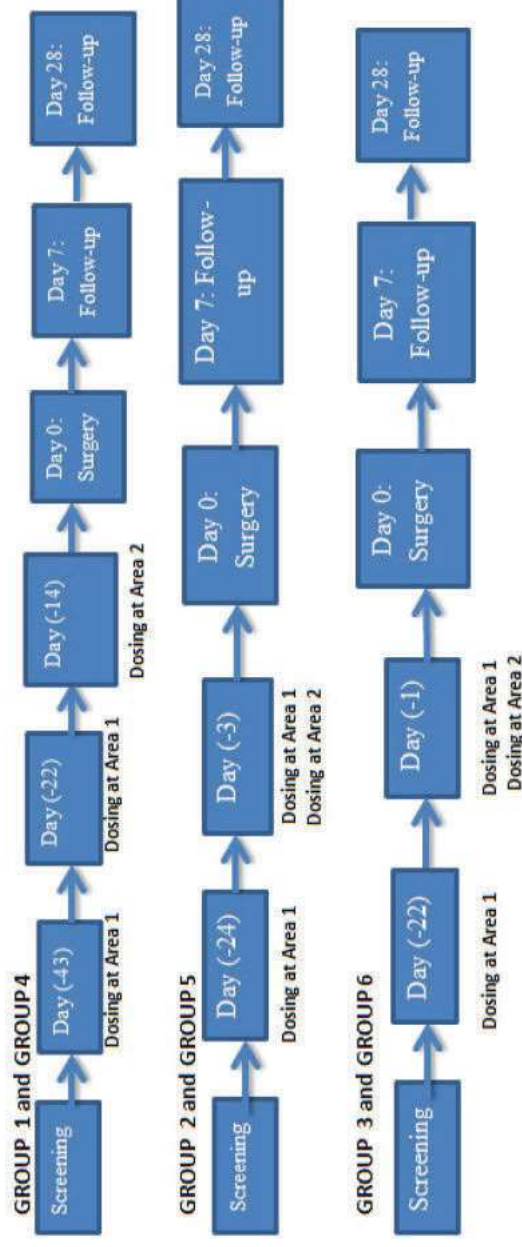 GROUP 1 and GROUP 4
Screening
Day (-43)
Dosing at Area 1
Day (-22)
Dosing at Area 1
Day (-14)
Dosing at Area 2
Day 0:
Surgery
Day 7:
Follow-up
Day 28:
Follow-up
GROUP 2 and GROUP 5
Screening
Day (-24)
Dosing at Area 1
Day (-3)
Dosing at Area 1
Dosing at Area 2
Day 0:
Surgery
Day 7: Follow-
up
Day 28:
Follow-up
GROUP 3 and GROUP 6
Screening
Day (-22)
Dosing at Area 1
Day (-1)
Dosing at Area 1
Dosing at Area 2
Day 0:
Surgery
Day 7:
Follow-up
Day 28:
Follow-up